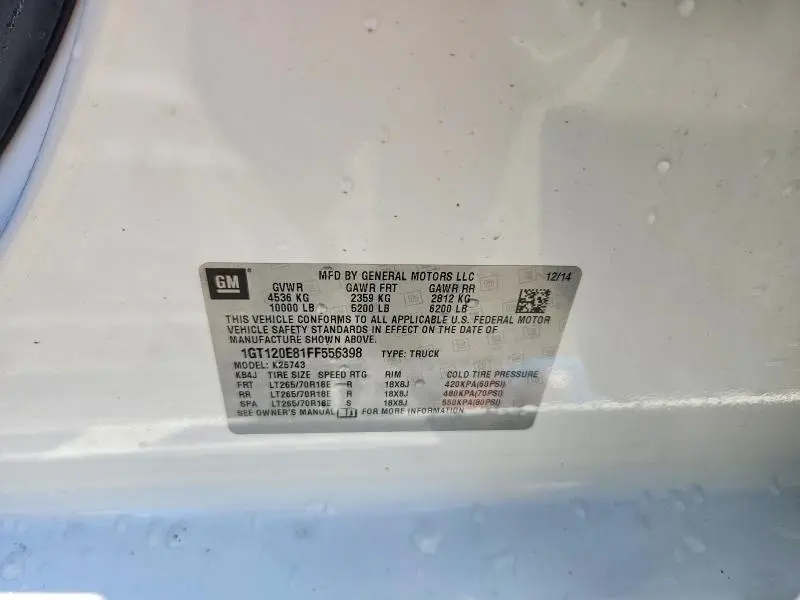 GM MFD BY GENERAL MOTORS LLC 12/14
GVWR GAWR FRT GAWR RR
4536 KG 2359 KG 2812 KG
10000 LB 5200 LB 6200 LB
THIS VEHICLE CONFORMS TO ALL APPLICABLE U.S. FEDERAL MOTOR
VEHICLE SAFETY STANDARDS IN EFFECT ON THE DATE OF
MANUFACTURE SHOWN ABOVE.
1GT120E81FF556398 TYPE: TRUCK
MODEL: K25743
KB4J TIRE SIZE SPEED RTG RIM COLD TIRE PRESSURE
FRT LT265/70R18E R 18X8J 420KPA(60PSI)
RR LT265/70R18E R 18X8J 480KPA(70PSI)
SPA LT265/70R18E S 18X8J 550KPA(80PSI)
SEE OWNER'S MANUAL FOR MORE INFORMATION